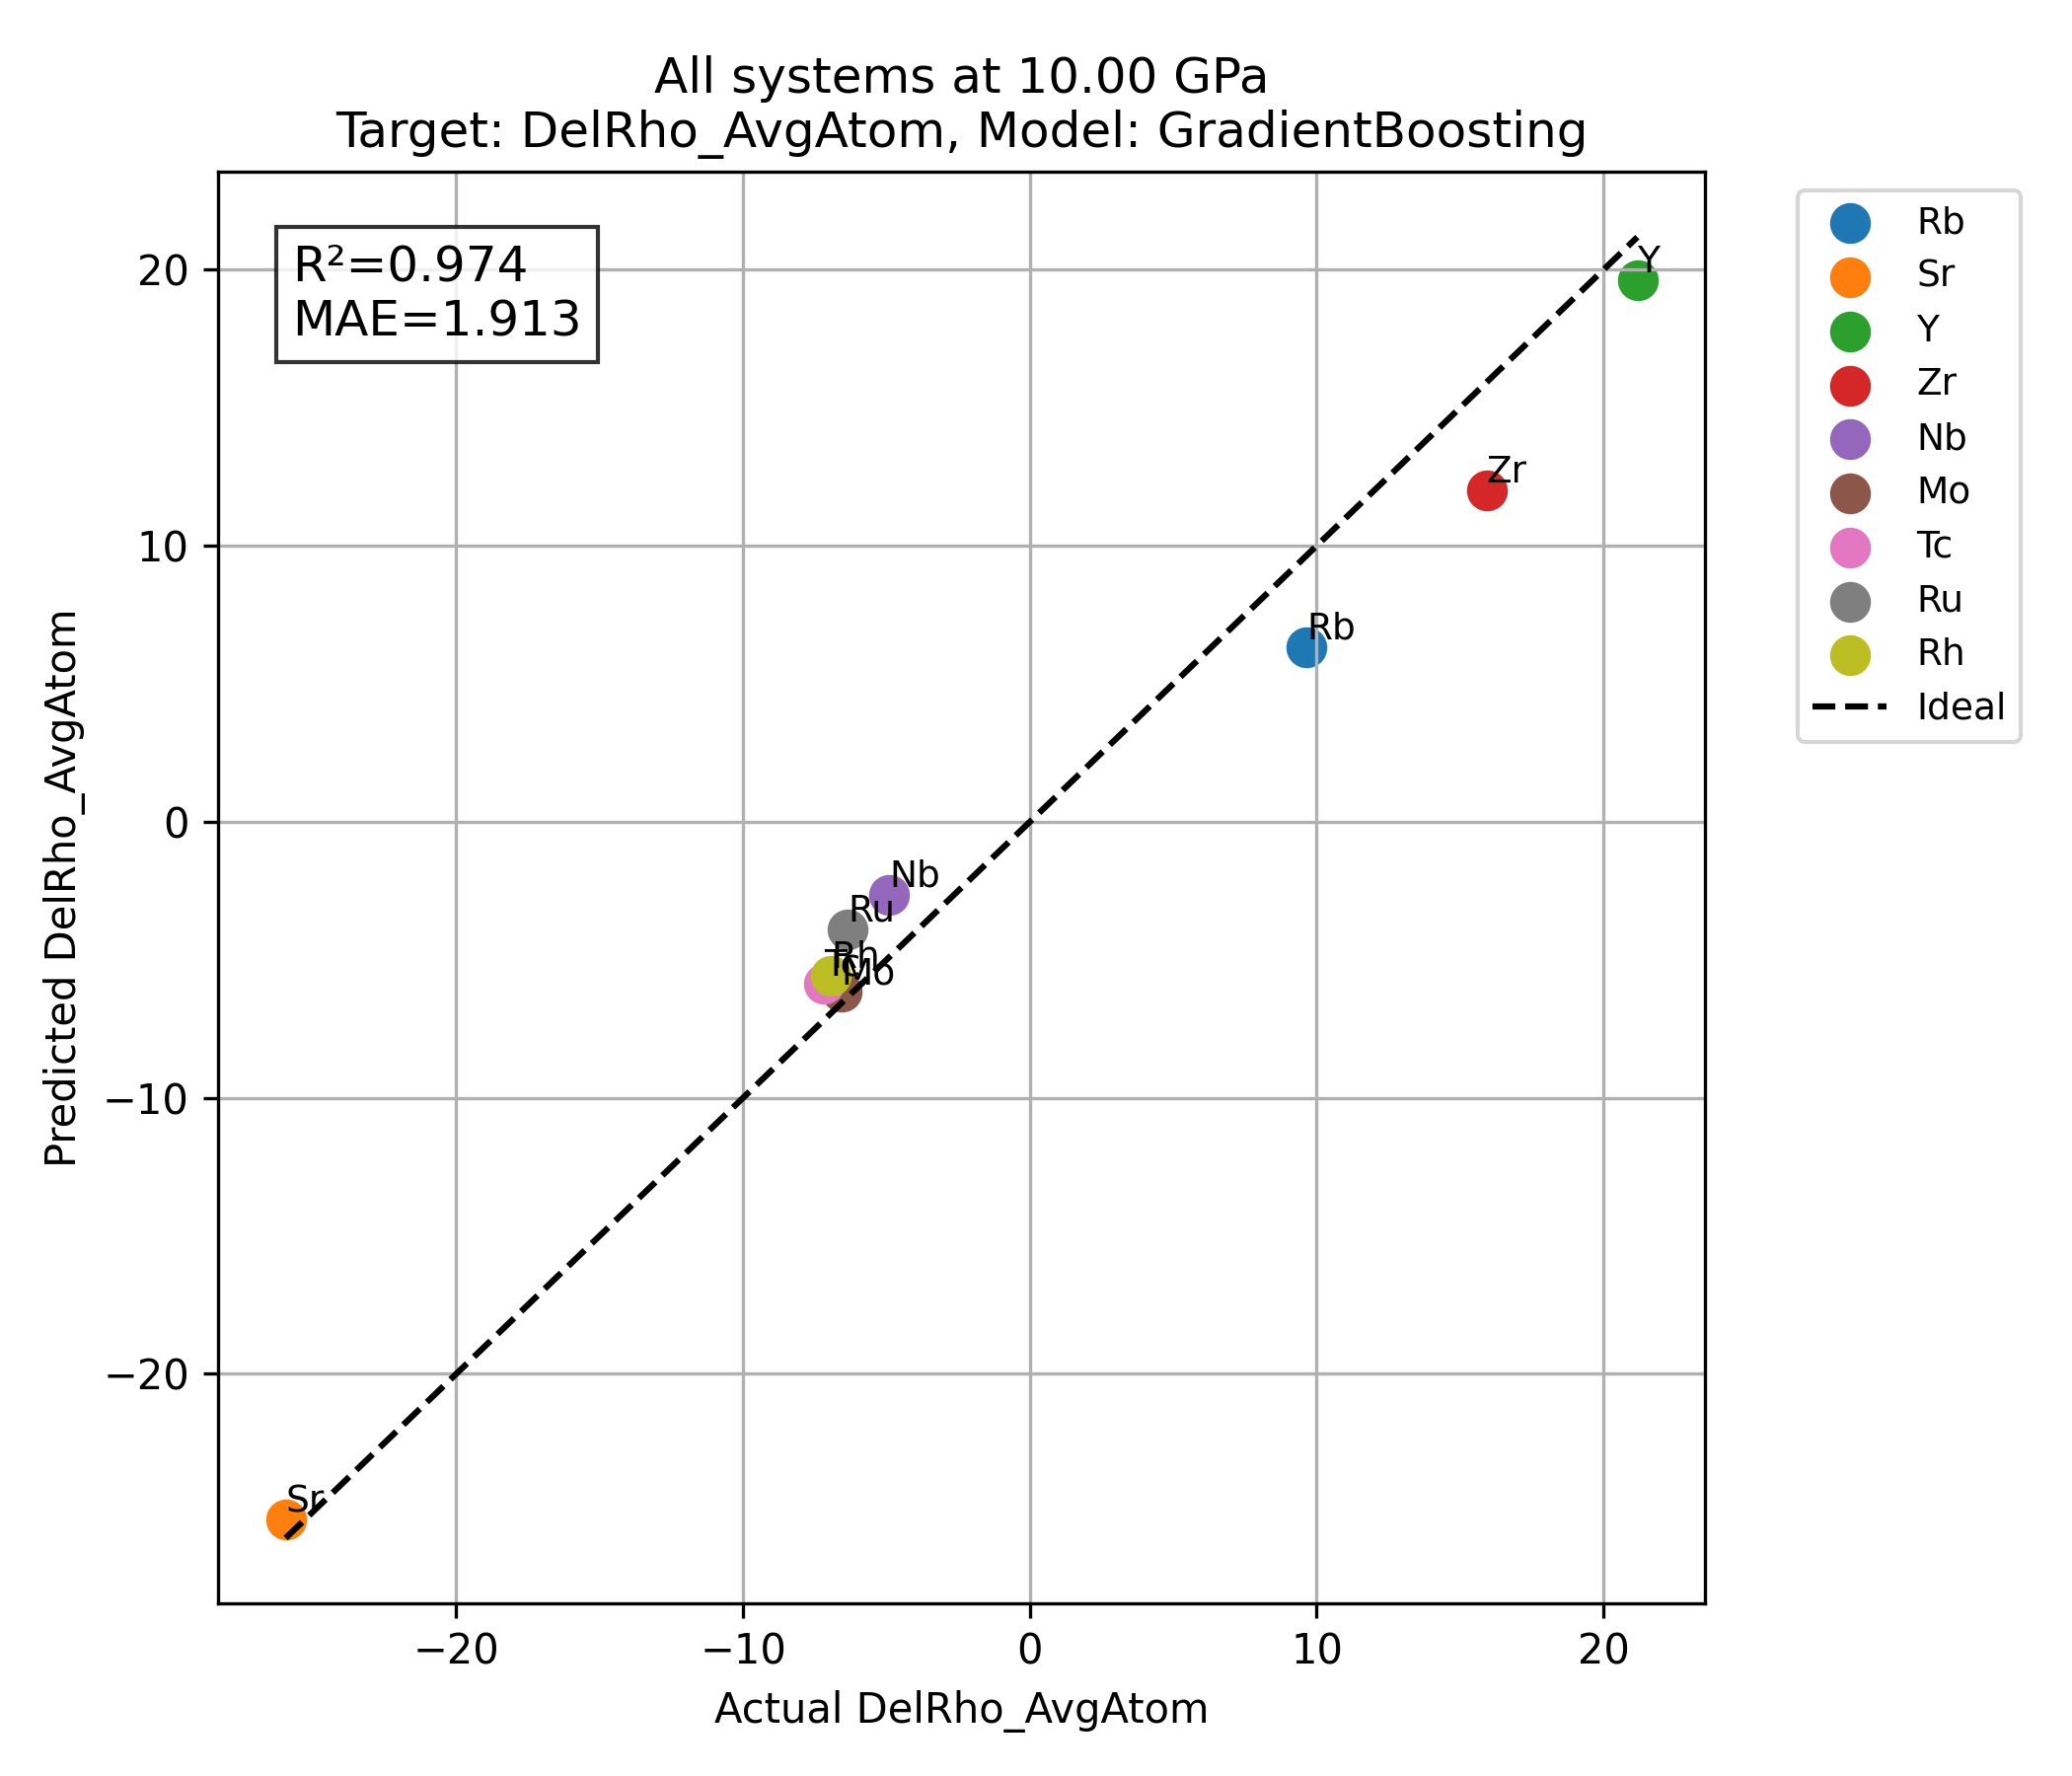 All systems at 10.00 GPa
Target: DelRho_AvgAtom, Model: GradientBoosting
R²=0.974
MAE=1.913
Predicted DelRho_AvgAtom
20
10
0
−10
−20
Y
Zr
Rb
Nb
Ru
Rh
Tc
Mo
Sr
−20
−10
0
10
20
Actual DelRho_AvgAtom
Rb
Sr
Y
Zr
Nb
Mo
Tc
Ru
Rh
Ideal